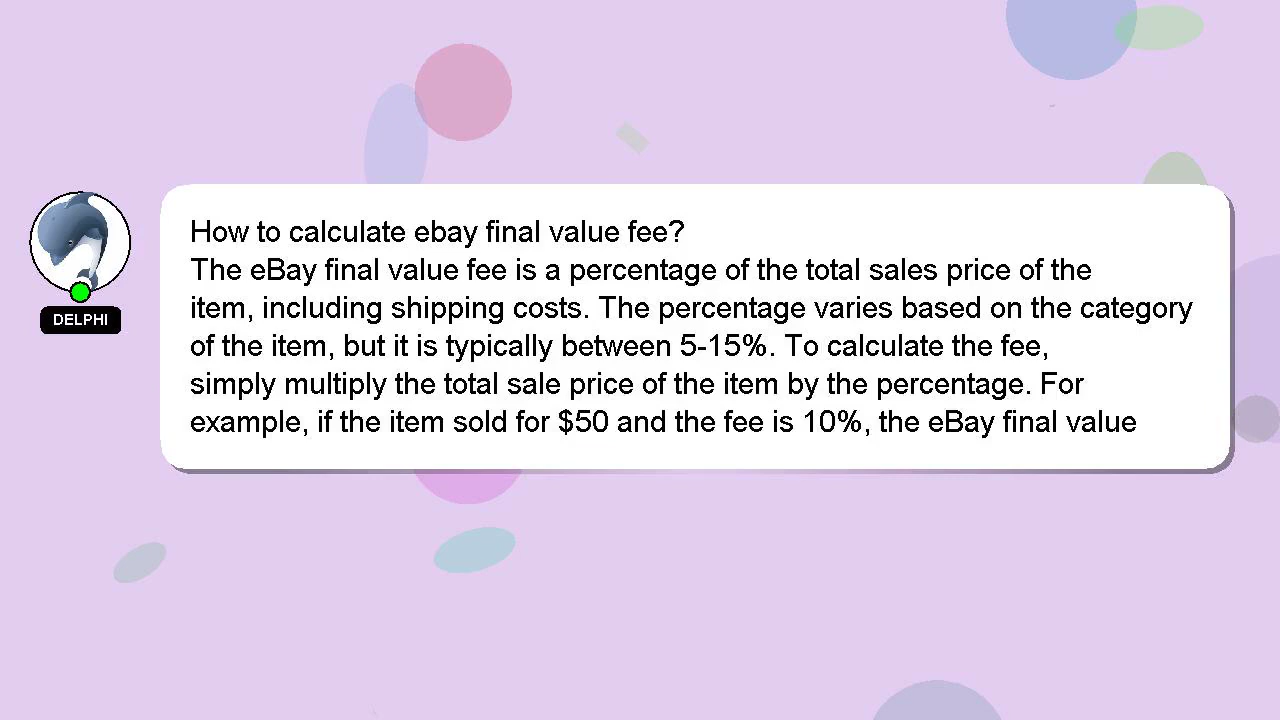 How to calculate ebay final value fee?
The eBay final value fee is a percentage of the total sales price of the
item, including shipping costs. The percentage varies based on the category
of the item, but it is typically between 5-15%. To calculate the fee,
simply multiply the total sale price of the item by the percentage. For
example, if the item sold for $50 and the fee is 10%, the eBay final value
DELPHI